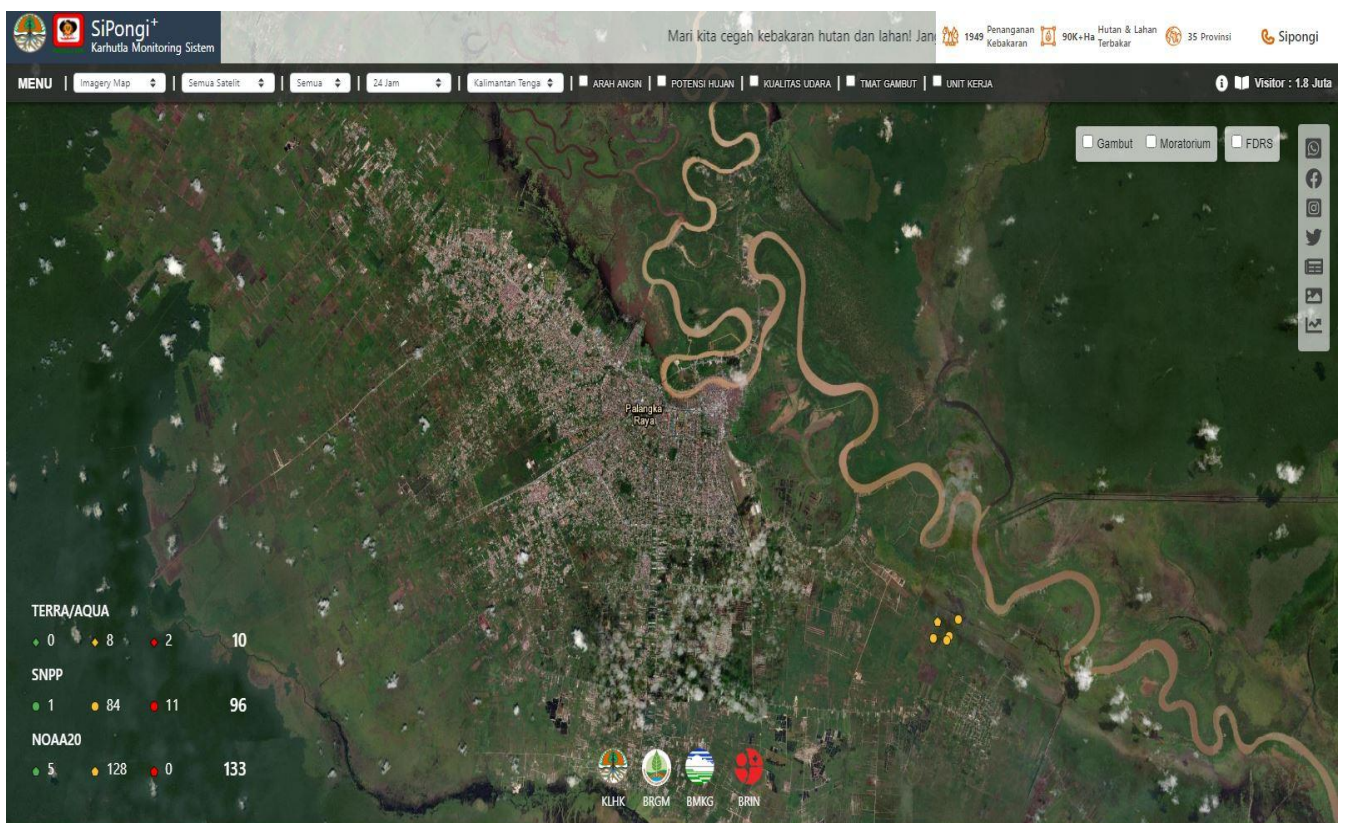 SiPongi+
Karhutla Monitoring Sistem
Mari kita cegah kebakaran hutan dan lahan! Jan
1949 Penanganan Kebakaran
90K+Ha Hutan & Lahan Terbakar
35 Provinsi
Sipongi
MENU | Imagery Map | Semua Satelit | Semua | 24 Jam | Kalimantan Tenga | ARAH ANGIN | POTENSI HUJAN | KUALITAS UDARA | TMAT GAMBUT | UNIT KERJA
Visitor : 1.8 Juta
Gambut Moratorium FDRS
Palangka
Raya
TERRA/AQUA
0 8 2 10
SNPP
1 84 11 96
NOAA20
5 128 0 133
KLHK BRGM BMKG BRIN